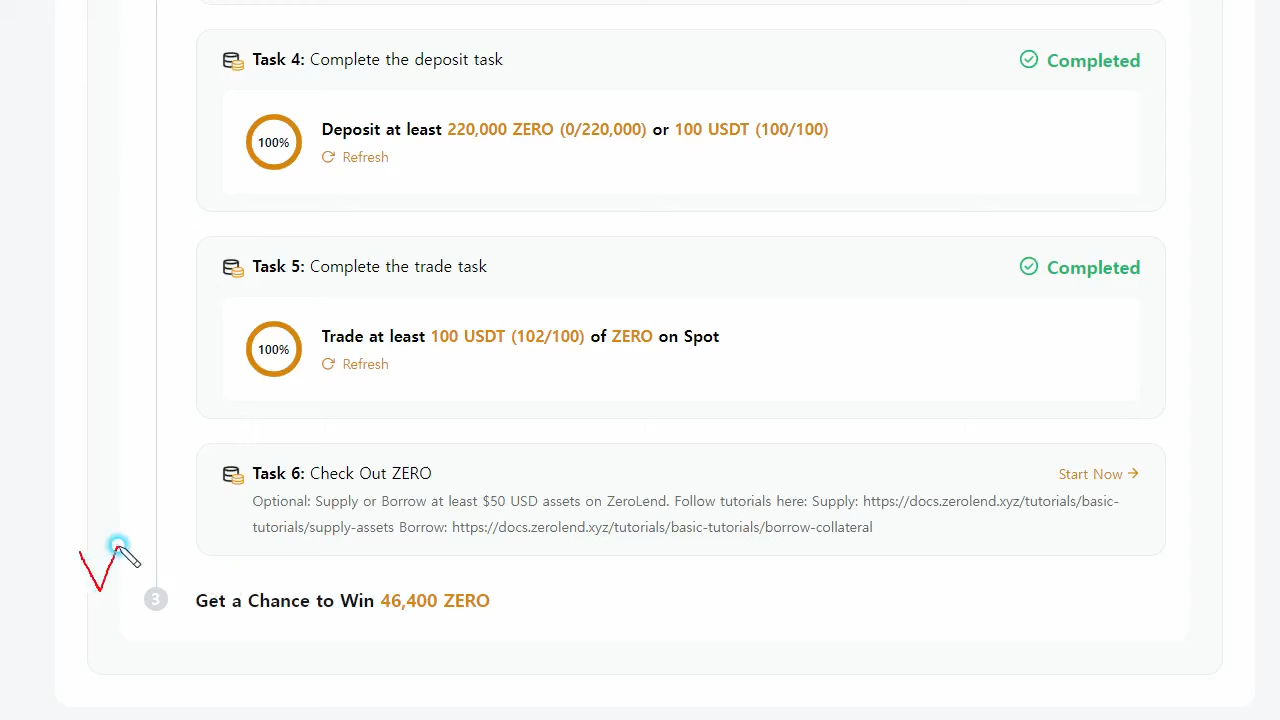 Task 4: Complete the deposit task
Completed
100%
Deposit at least 220,000 ZERO (0/220,000) or 100 USDT (100/100)
Refresh
Task 5: Complete the trade task
Completed
100%
Trade at least 100 USDT (102/100) of ZERO on Spot
Refresh
Task 6: Check Out ZERO
Start Now
Optional: Supply or Borrow at least $50 USD assets on ZeroLend. Follow tutorials here: Supply: https://docs.zerolend.xyz/tutorials/basic-
tutorials/supply-assets Borrow: https://docs.zerolend.xyz/tutorials/basic-tutorials/borrow-collateral
3
Get a Chance to Win 46,400 ZERO